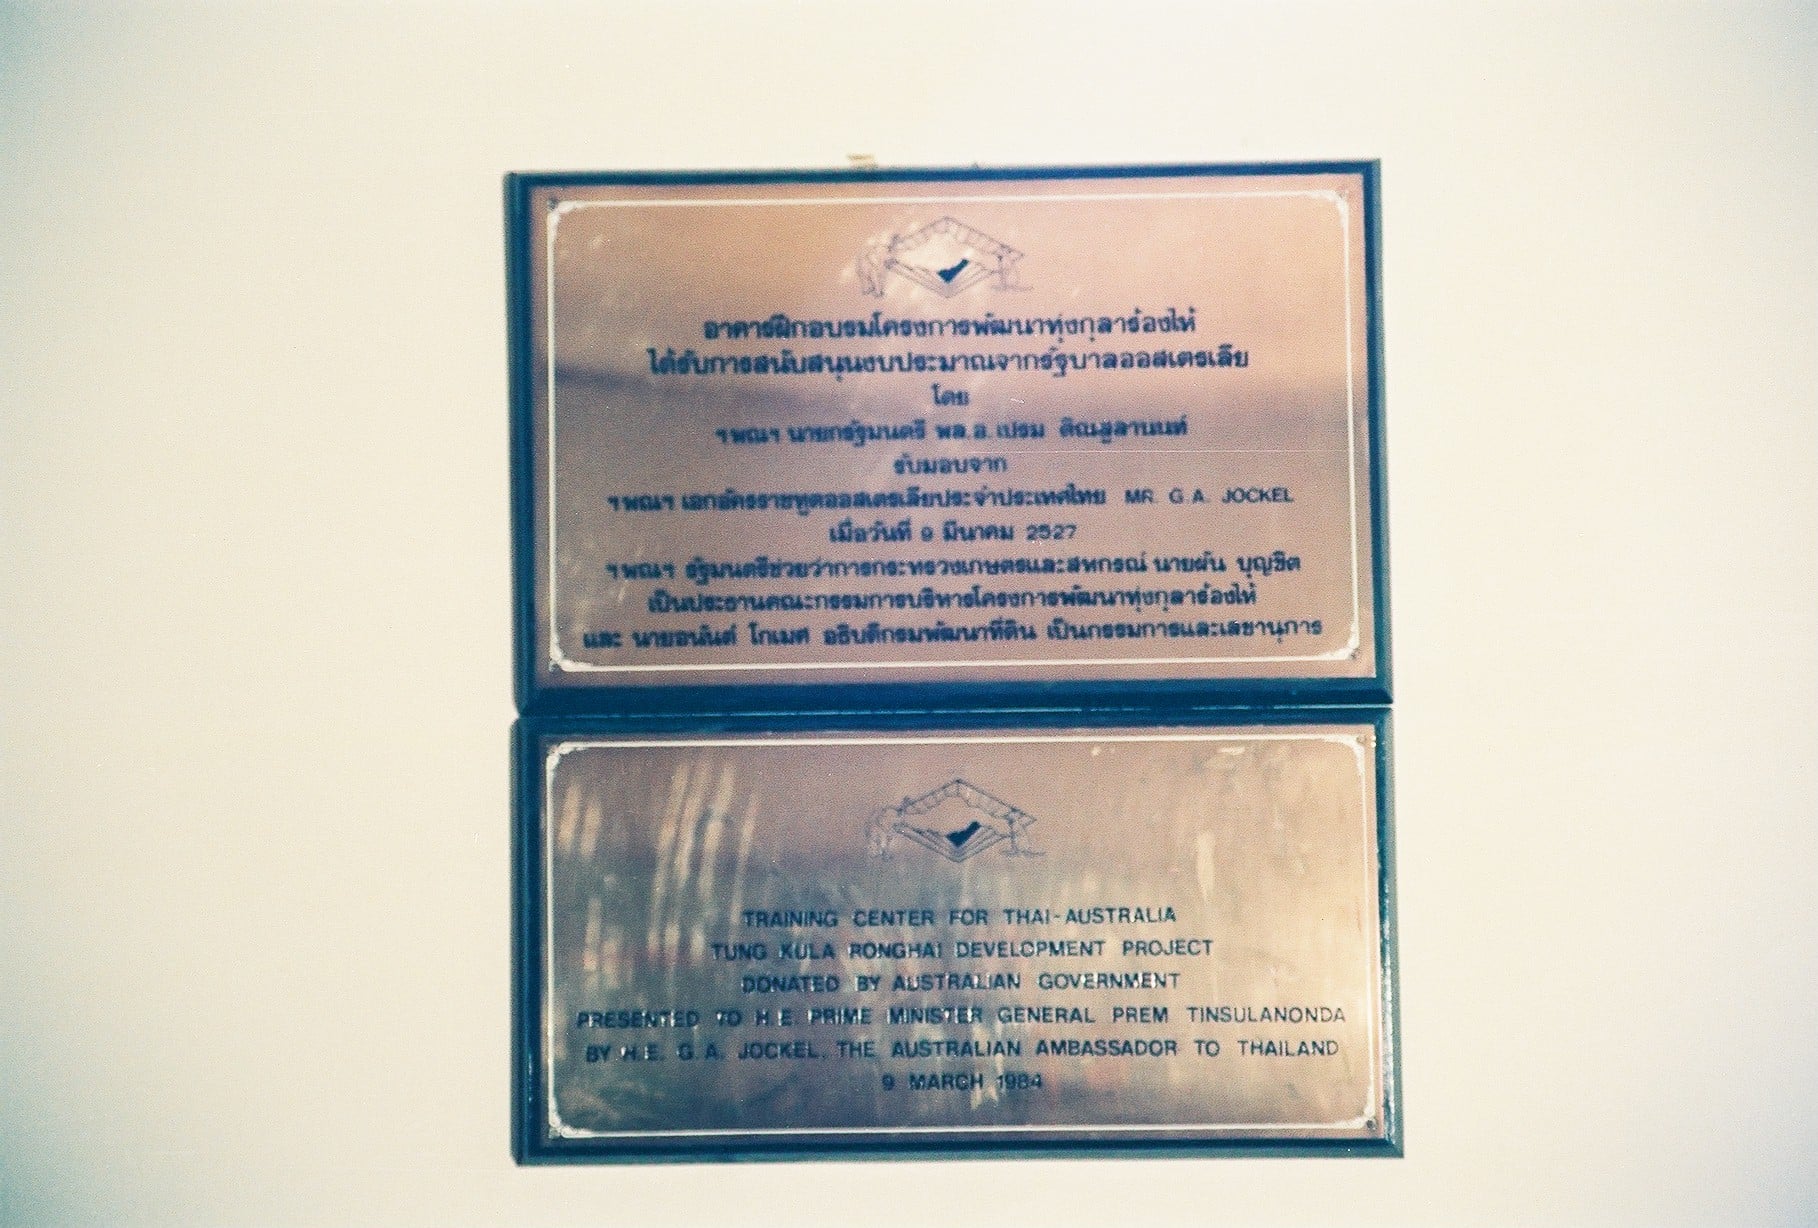 อาคารฝึกอบรมโครงการพัฒนาทุ่งกุลาร้องไห้
ได้รับการสนับสนุนงบประมาณจากรัฐบาลออสเตรเลีย
โดย
ฯพณฯ นายกรัฐมนตรี พล.อ.เปรม ติณสูลานนท์
รับมอบจาก
ฯพณฯ เอกอัครราชทูตออสเตรเลียประจำประเทศไทย MR. G.A. JOCKEL
เมื่อวันที่ 9 มีนาคม 2527
ฯพณฯ รัฐมนตรีช่วยว่าการกระทรวงเกษตรและสหกรณ์ นายผัน บุญชิต
เป็นประธานคณะกรรมการบริหารโครงการพัฒนาทุ่งกุลาร้องไห้
และ นายอนันต์ โกเมศ อธิบดีกรมพัฒนาที่ดิน เป็นกรรมการและเลขานุการ
TRAINING CENTER FOR THAI-AUSTRALIA
TUNG KULA RONGHAI DEVELOPMENT PROJECT
DONATED BY AUSTRALIAN GOVERNMENT
PRESENTED TO H.E. PRIME MINISTER GENERAL PREM TINSULANONDA
BY H.E. G.A. JOCKEL, THE AUSTRALIAN AMBASSADOR TO THAILAND
9 MARCH 1984